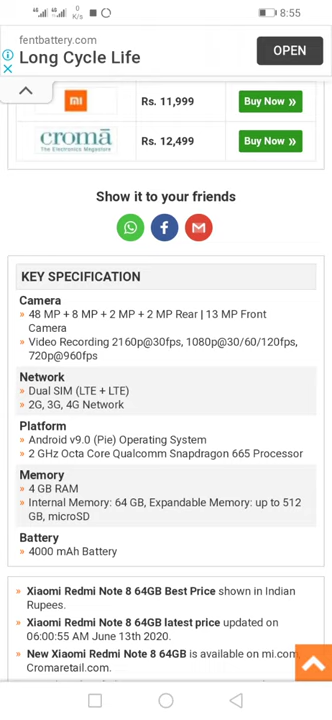 0
K/s
8:55
fentbattery.com
Long Cycle Life
OPEN
mi
Rs. 11,999
Buy Now »
cromā
The Electronics Megastore
Rs. 12,499
Buy Now »
Show it to your friends
f
M
KEY SPECIFICATION
Camera
» 48 MP + 8 MP + 2 MP + 2 MP Rear | 13 MP Front
Camera
» Video Recording 2160p@30fps, 1080p@30/60/120fps,
720p@960fps
Network
» Dual SIM (LTE + LTE)
» 2G, 3G, 4G Network
Platform
» Android v9.0 (Pie) Operating System
» 2 GHz Octa Core Qualcomm Snapdragon 665 Processor
Memory
» 4 GB RAM
» Internal Memory: 64 GB, Expandable Memory: up to 512
GB, microSD
Battery
» 4000 mAh Battery
» Xiaomi Redmi Note 8 64GB Best Price shown in Indian
Rupees.
» Xiaomi Redmi Note 8 64GB latest price updated on
06:00:55 AM June 13th 2020.
» New Xiaomi Redmi Note 8 64GB is available on mi.com,
Cromaretail.com.